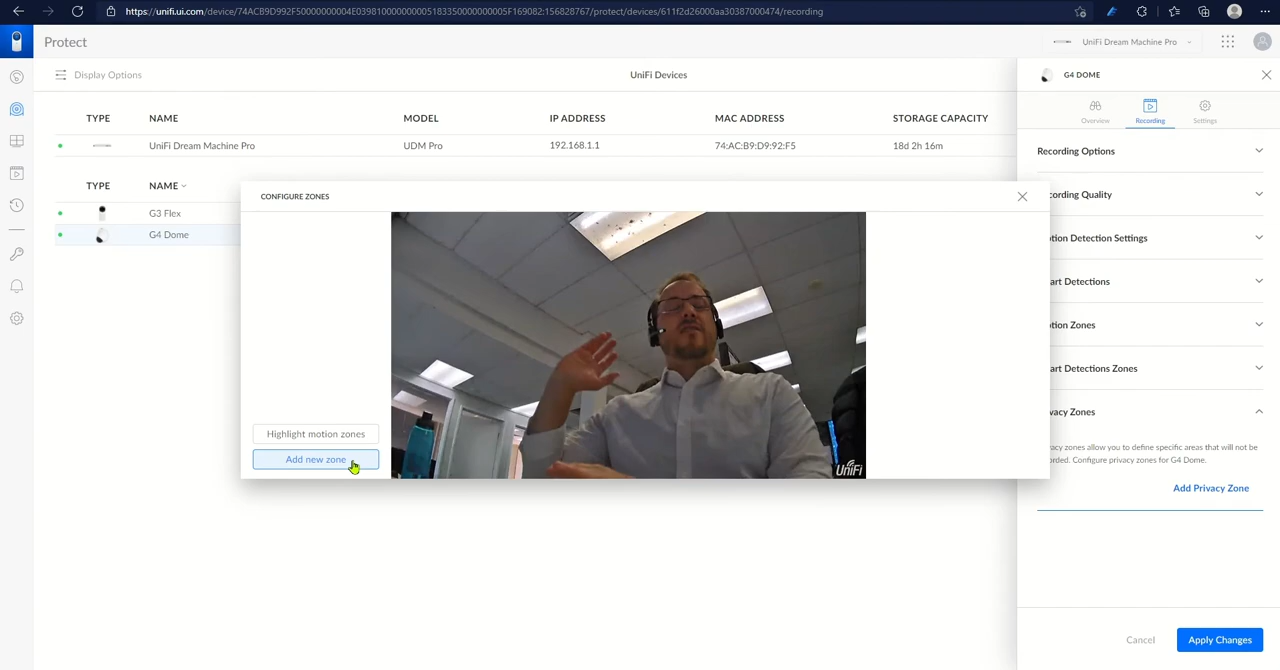 https://unifi.ui.com/device/74ACB9D992F50000000004E0398100000000051833500000000005F169082:156828767/protect/devices/611f2d26000aa30387000474/recording
Protect
UniFi Dream Machine Pro
Display Options
UniFi Devices
G4 DOME
Overview
Recording
Settings
TYPE NAME MODEL IP ADDRESS MAC ADDRESS STORAGE CAPACITY
UniFi Dream Machine Pro UDM Pro 192.168.1.1 74:AC:B9:D9:92:F5 18d 2h 16m
TYPE NAME
G3 Flex
G4 Dome
CONFIGURE ZONES
Highlight motion zones
Add new zone
UniFi
Recording Options
cording Quality
otion Detection Settings
art Detections
otion Zones
art Detections Zones
vacy Zones
acy zones allow you to define specific areas that will not be
orded. Configure privacy zones for G4 Dome.
Add Privacy Zone
Cancel
Apply Changes